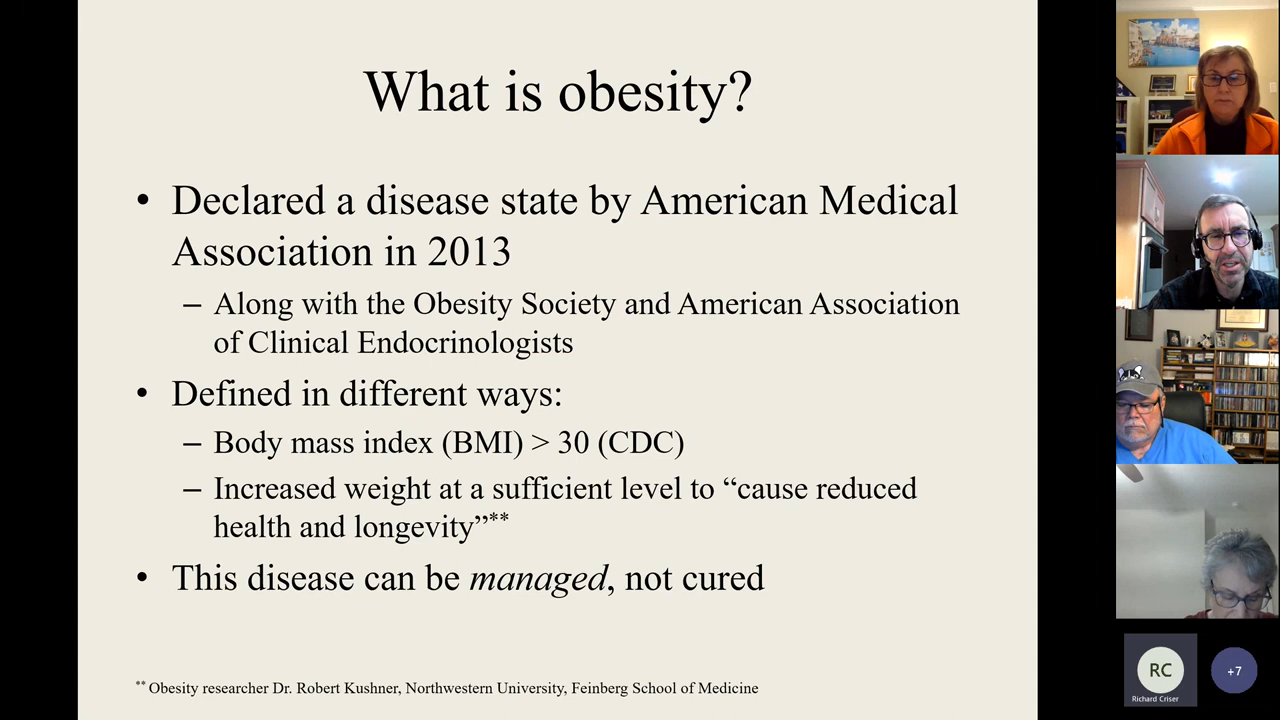 What is obesity?
• Declared a disease state by American Medical
Association in 2013
– Along with the Obesity Society and American Association
of Clinical Endocrinologists
• Defined in different ways:
– Body mass index (BMI) > 30 (CDC)
– Increased weight at a sufficient level to “cause reduced
health and longevity”**
• This disease can be managed, not cured
** Obesity researcher Dr. Robert Kushner, Northwestern University, Feinberg School of Medicine
RC
Richard Criser
+7